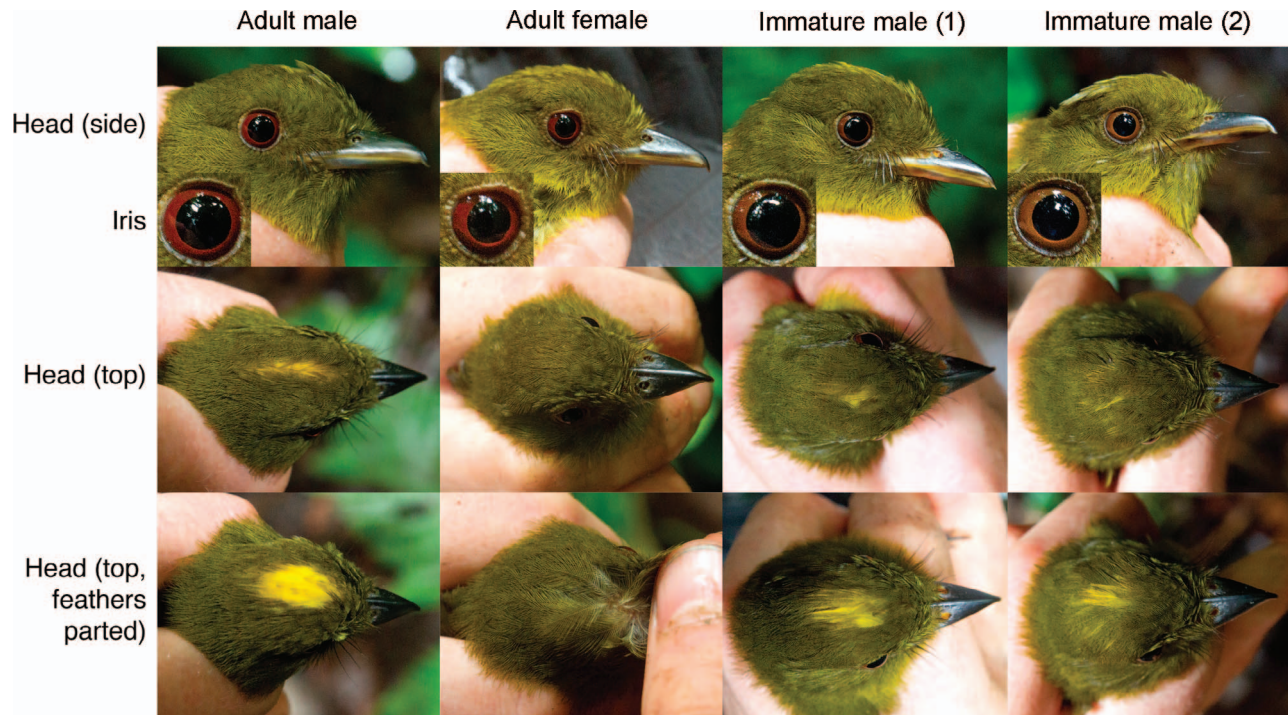 Adult male
Adult female
Immature male (1)
Immature male (2)
Head (side)
Iris
Head (top)
Head (top,
feathers
parted)